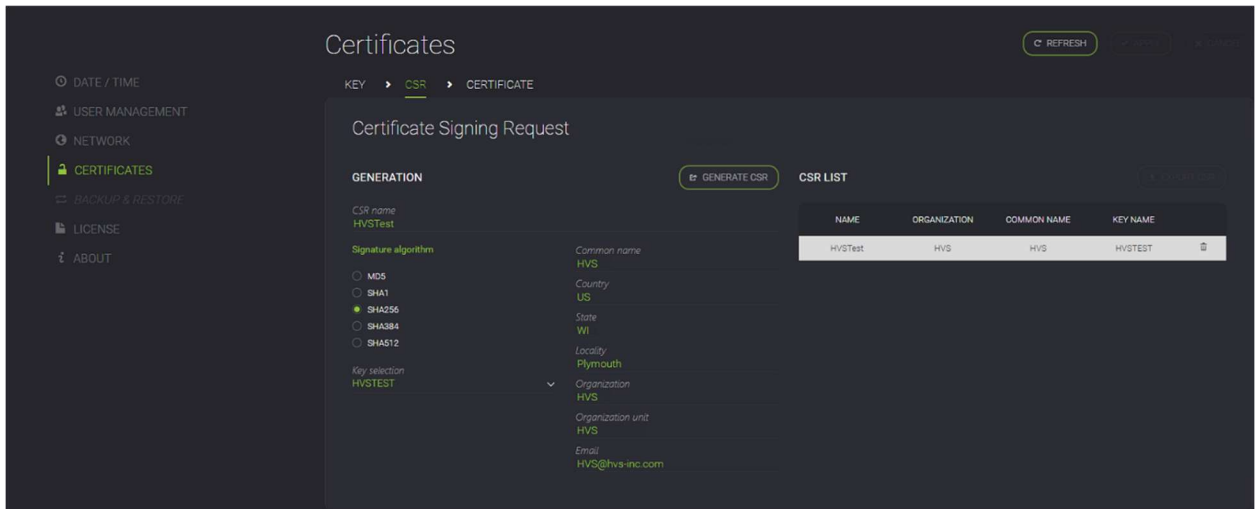 Certificates
REFRESH
CANCEL
DATE / TIME
USER MANAGEMENT
NETWORK
CERTIFICATES
BACKUP & RESTORE
LICENSE
ABOUT
KEY > CSR > CERTIFICATE
Certificate Signing Request
GENERATION
GENERATE CSR
CSR name
HVSTest
Signature algorithm
MD5
SHA1
SHA256
SHA384
SHA512
Key selection
HVSTEST
Common name
HVS
Country
US
State
WI
Locality
Plymouth
Organization
HVS
Organization unit
HVS
Email
HVS@hvs-inc.com
CSR LIST
NAME ORGANIZATION COMMON NAME KEY NAME
HVSTest HVS HVS HVSTEST